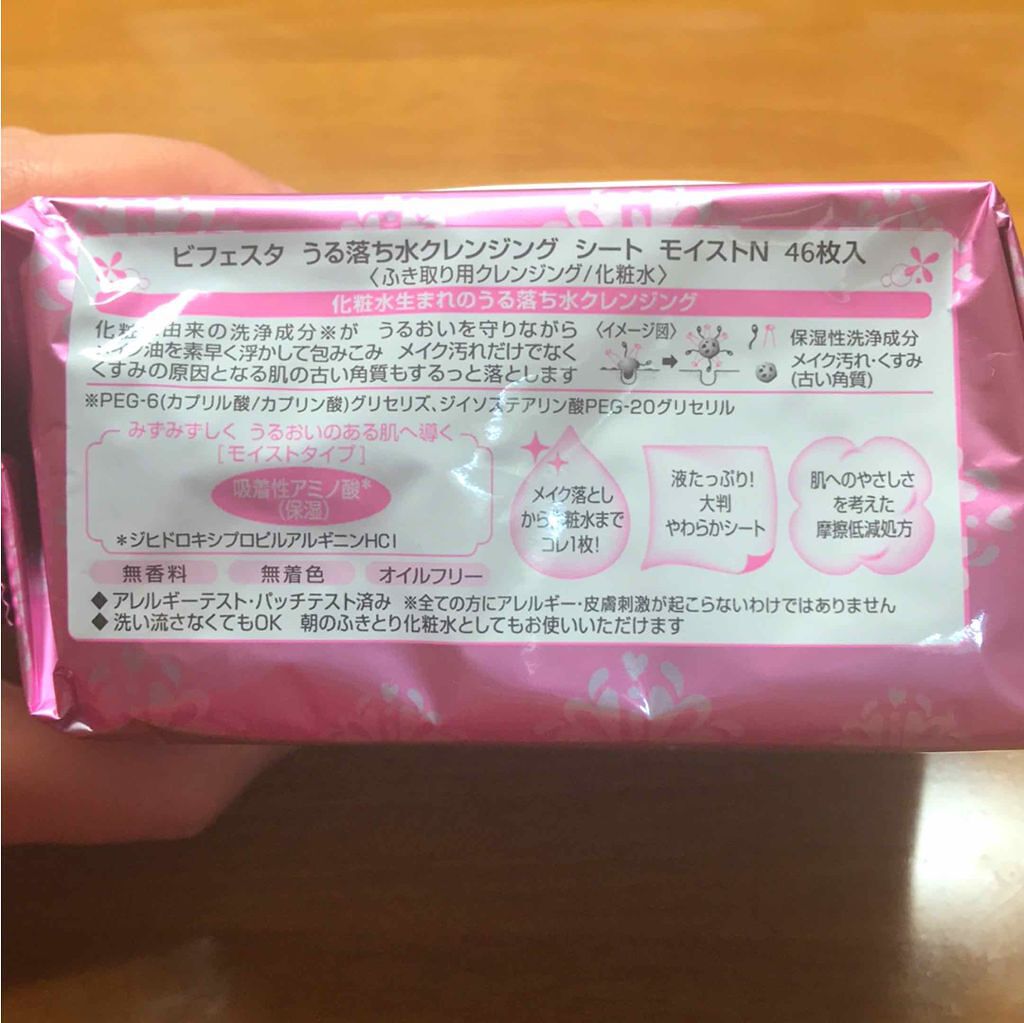 ビフェスタ うる落ち水クレンジング シート モイストN 46枚入
〈ふき取り用クレンジング/化粧水〉
化粧水生まれのうる落ち水クレンジング
化粧 由来の洗浄成分※が うるおいを守りながら
メイク油を素早く浮かして包みこみ メイク汚れだけでなく
くすみの原因となる肌の古い角質もするっと落とします
〈イメージ図〉
保湿性洗浄成分
メイク汚れ・くすみ
(古い角質)
※PEG-6(カプリル酸/カプリン酸)グリセリズ、ジイソステアリン酸PEG-20グリセリル
みずみずしく うるおいのある肌へ導く
[モイストタイプ]
吸着性アミノ酸*
(保湿)
*ジヒドロキシプロピルアルギニンHCl
メイク落とし
から化粧水まで
コレ1枚!
液たっぷり!
大判
やわらかシート
肌へのやさしさ
を考えた
摩擦低減処方
無香料 無着色 オイルフリー
◆アレルギーテスト・パッチテスト済み ※全ての方にアレルギー・皮膚刺激が起こらないわけではありません
◆洗い流さなくてもOK 朝のふきとり化粧水としてもお使いいただけます